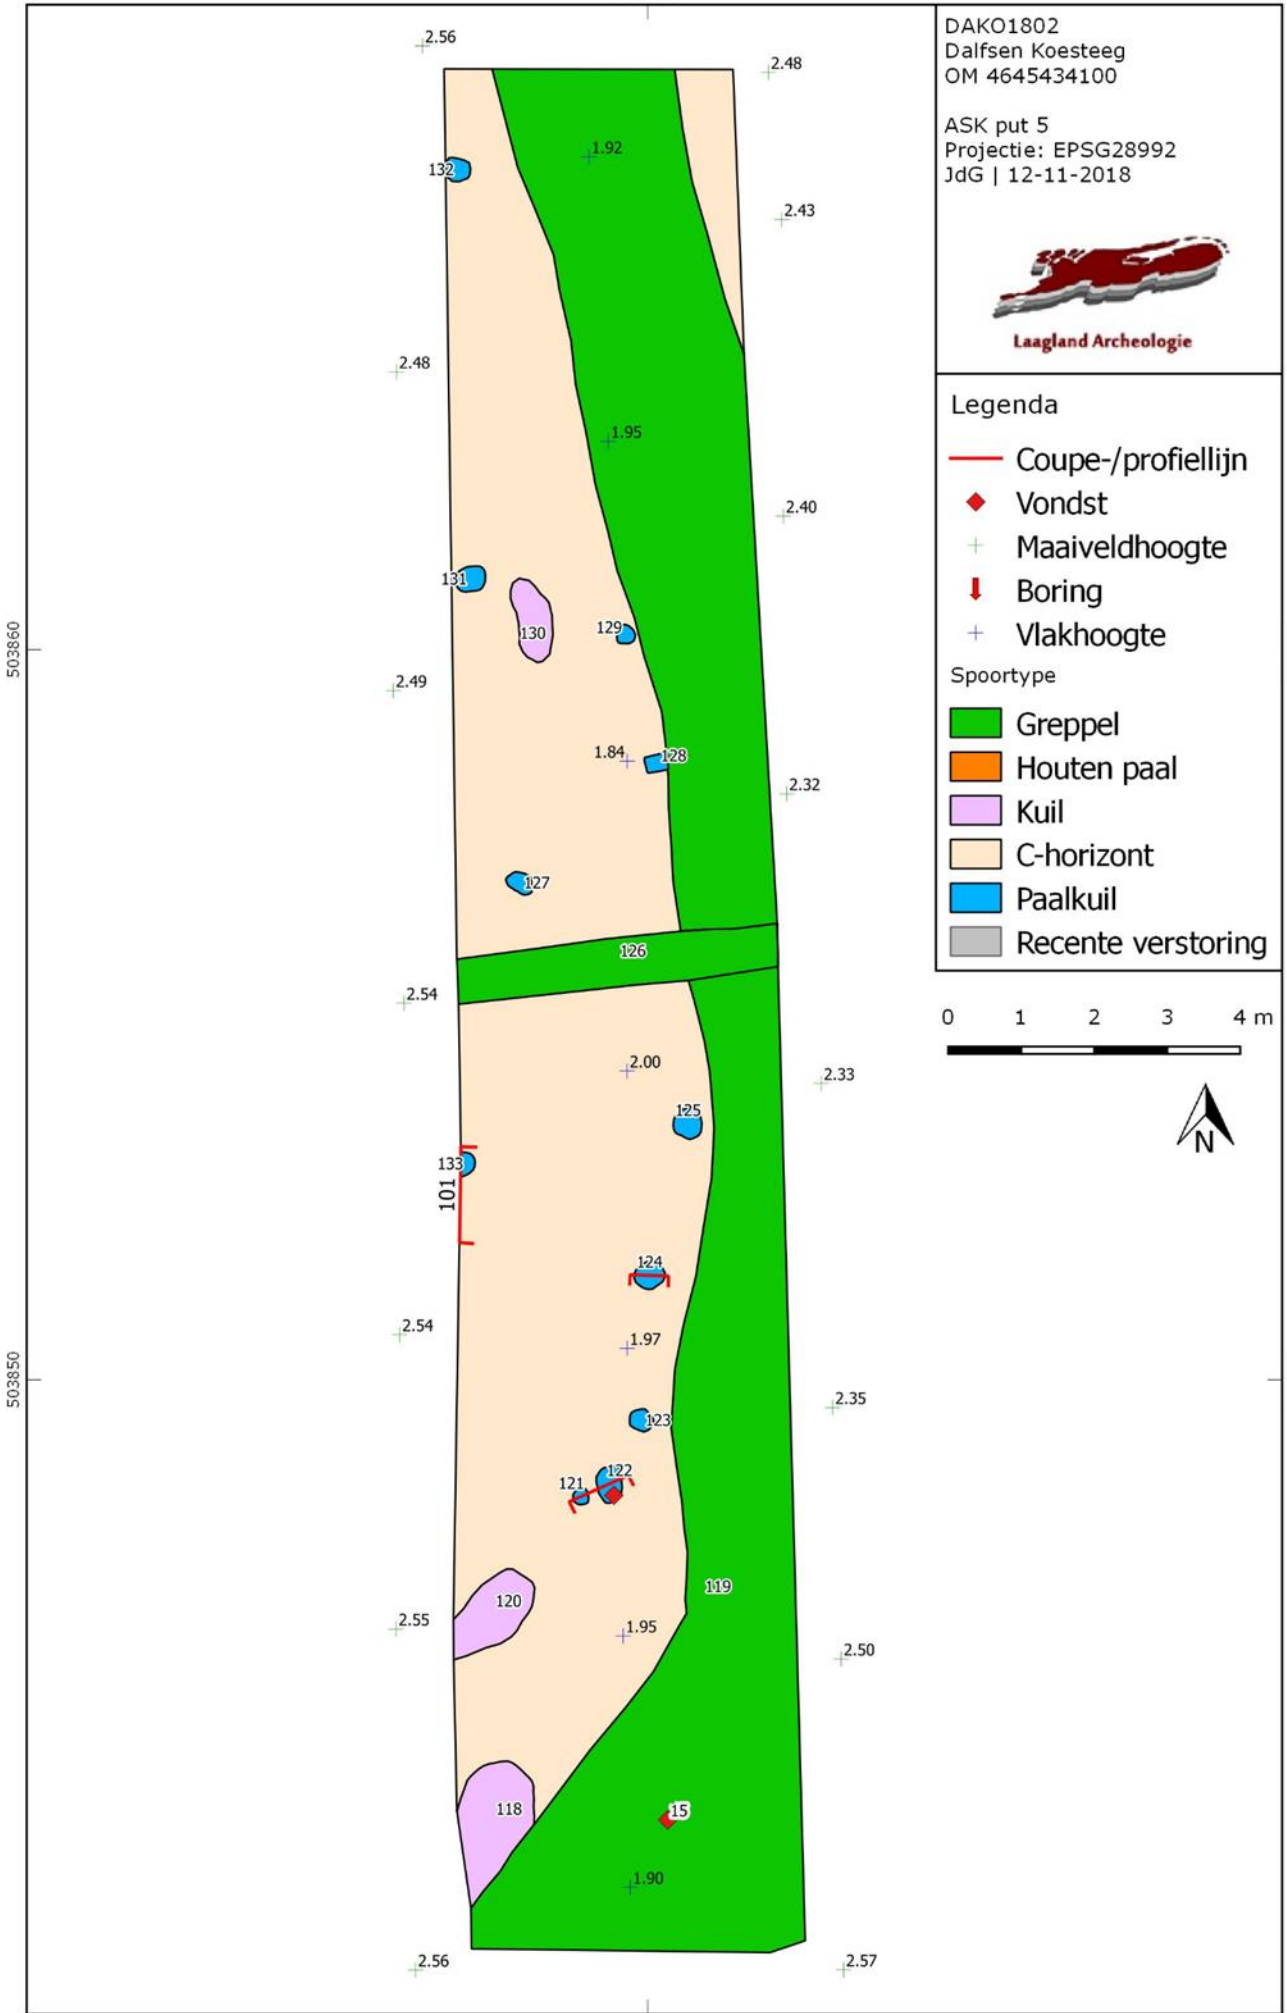 DAKO1802
Dalfsen Koesteeg
OM 4645434100
ASK put 5
Projectie: EPSG28992
JdG | 12-11-2018
Laagland Archeologie
Legenda
Coupe-/profiellijn
Vondst
Maaiveldhoogte
Boring
Vlakhoogte
Spoortype
Greppel
Houten paal
Kuil
C-horizont
Paalkuil
Recente verstoring
0 1 2 3 4 m
N
2.56
2.48
1.92
132
2.43
2.48
1.95
2.40
131
130
129
503860
2.49
1.84
128
2.32
127
126
2.54
2.00
2.33
125
133
101
124
2.54
1.97
503850
2.35
123
122
121
119
120
2.55
1.95
2.50
118
15
1.90
2.56
2.57